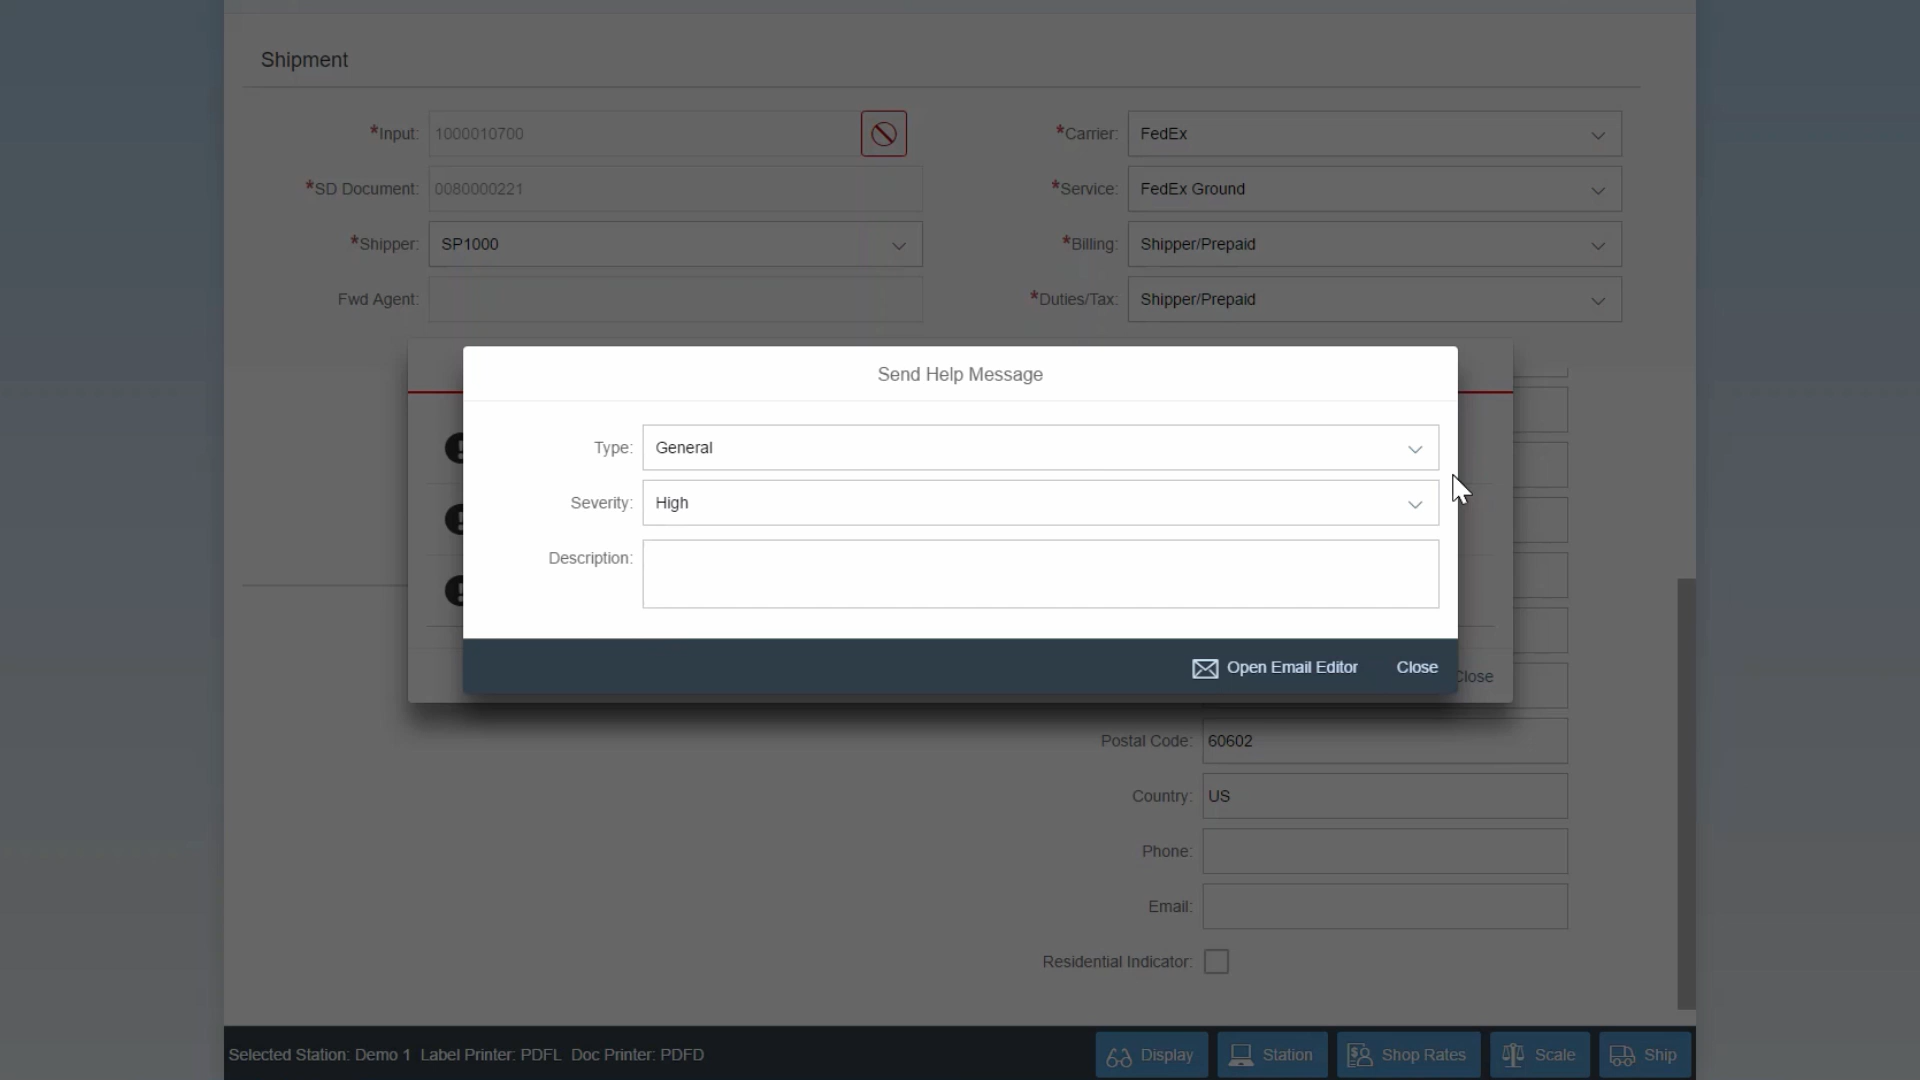 Shipment
*Input: 1000010700
*Carrier: FedEx
*SD Document: 0080000221
*Service: FedEx Ground
*Shipper: SP1000
*Billing: Shipper/Prepaid
Fwd Agent:
*Duties/Tax: Shipper/Prepaid
Send Help Message
Type: General
Severity: High
Description:
Open Email Editor
Close
Close
Postal Code: 60602
Country: US
Phone:
Email:
Residential Indicator:
Selected Station: Demo 1 Label Printer: PDFL Doc Printer: PDFD
Display
Station
Shop Rates
Scale
Ship